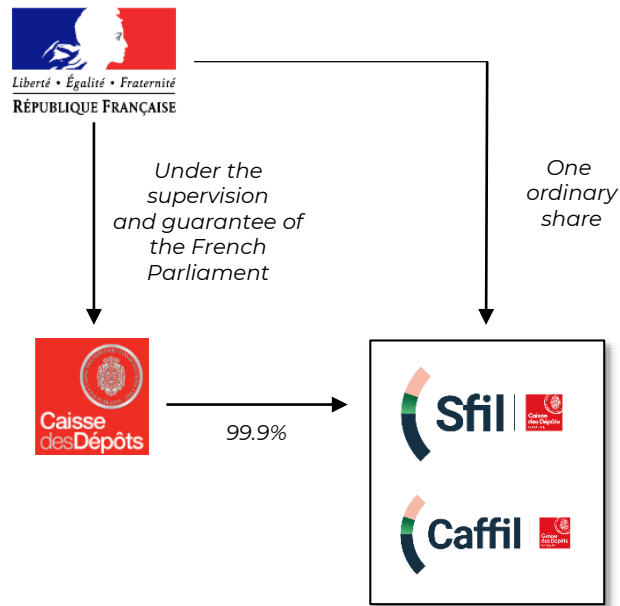 Liberté • Égalité • Fraternité
RÉPUBLIQUE FRANÇAISE
Under the
supervision
and guarantee of
the French
Parliament
One
ordinary
share
Caisse
desDépôts
99.9%
Sfil
Caisse
des Dépôts
Caffil
Caisse
des Dépôts